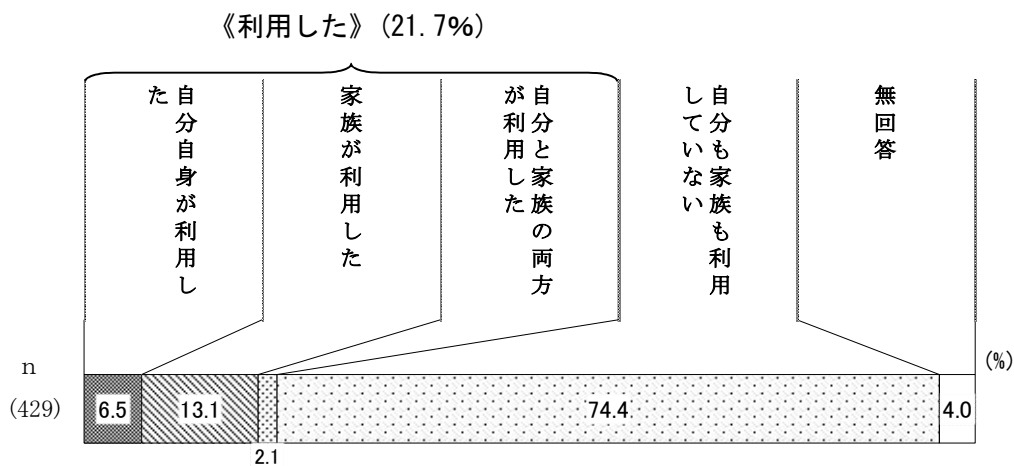 《利用した》(21.7%)
自分自身が利用し
た
家族が利用した
自分と家族の両方
が利用した
自分も家族も利用
していない
無回答
(%)
n
(429)
6.5
13.1
2.1
74.4
4.0